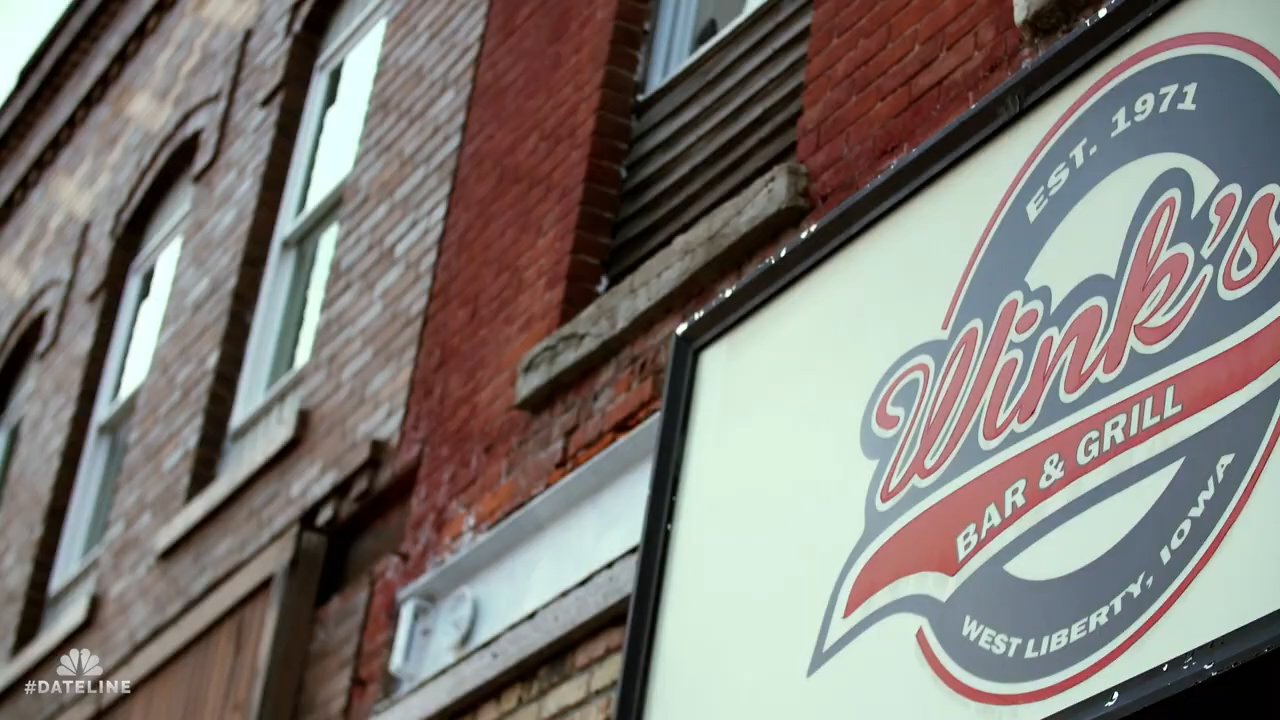 EST. 1971
Wink's
BAR & GRILL
WEST LIBERTY, IOWA
#DATELINE